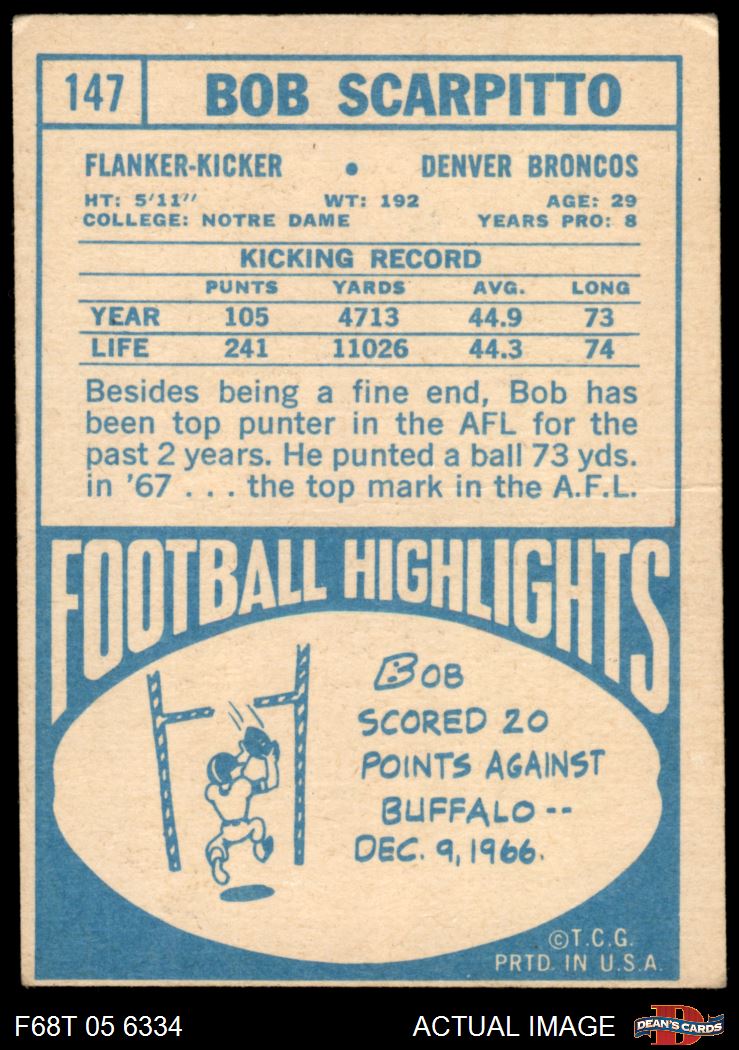 147 BOB SCARPITTO
FLANKER-KICKER • DENVER BRONCOS
HT: 5'11" WT: 192 AGE: 29
COLLEGE: NOTRE DAME YEARS PRO: 8
KICKING RECORD
PUNTS YARDS AVG. LONG
YEAR 105 4713 44.9 73
LIFE 241 11026 44.3 74
Besides being a fine end, Bob has
been top punter in the AFL for the
past 2 years. He punted a ball 73 yds.
in '67 . . . the top mark in the A.F.L.
FOOTBALL HIGHLIGHTS
BOB
SCORED 20
POINTS AGAINST
BUFFALO--
DEC. 9, 1966.
©T.C.G.
PRTD. IN U.S.A.
F68T 05 6334 ACTUAL IMAGE D DEAN'S CARDS